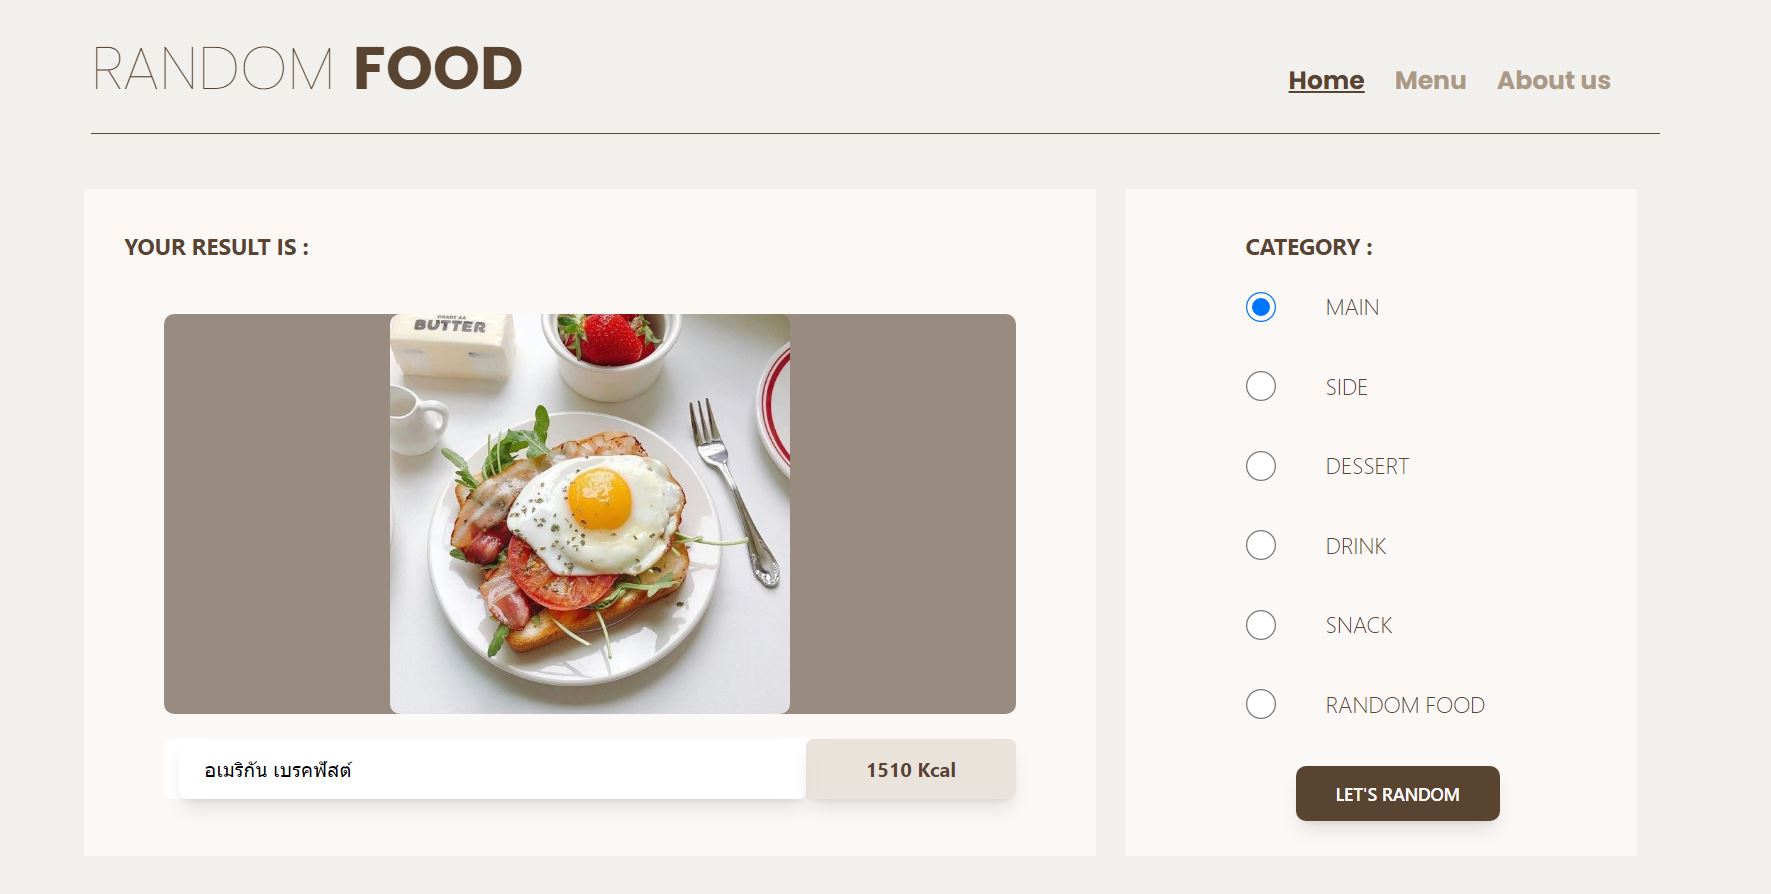 RANDOM FOOD
Home Menu About us
YOUR RESULT IS :
GRADE AA
BUTTER
อเมริกัน เบรคฟัสต์
1510 Kcal
CATEGORY :
MAIN
SIDE
DESSERT
DRINK
SNACK
RANDOM FOOD
LET'S RANDOM